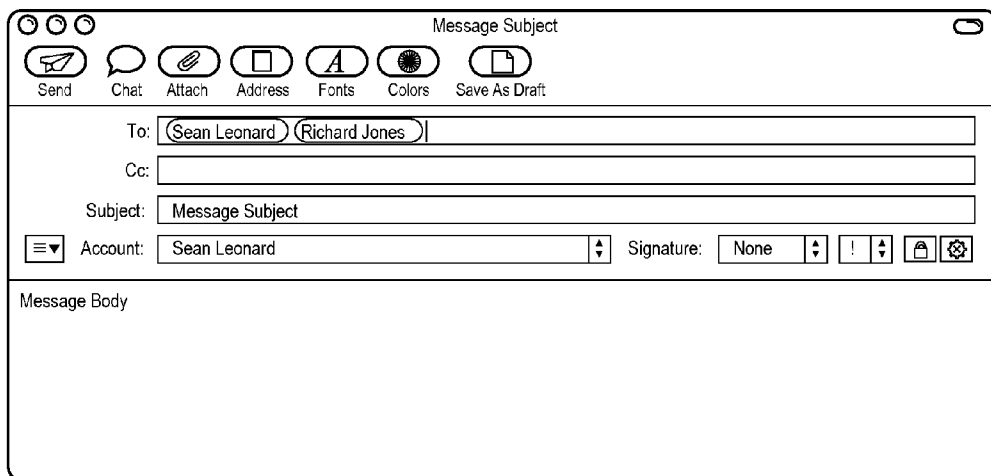 Message Subject
Send Chat Attach Address Fonts Colors Save As Draft
To: Sean Leonard Richard Jones
Cc:
Subject: Message Subject
Account: Sean Leonard Signature: None !
Message Body